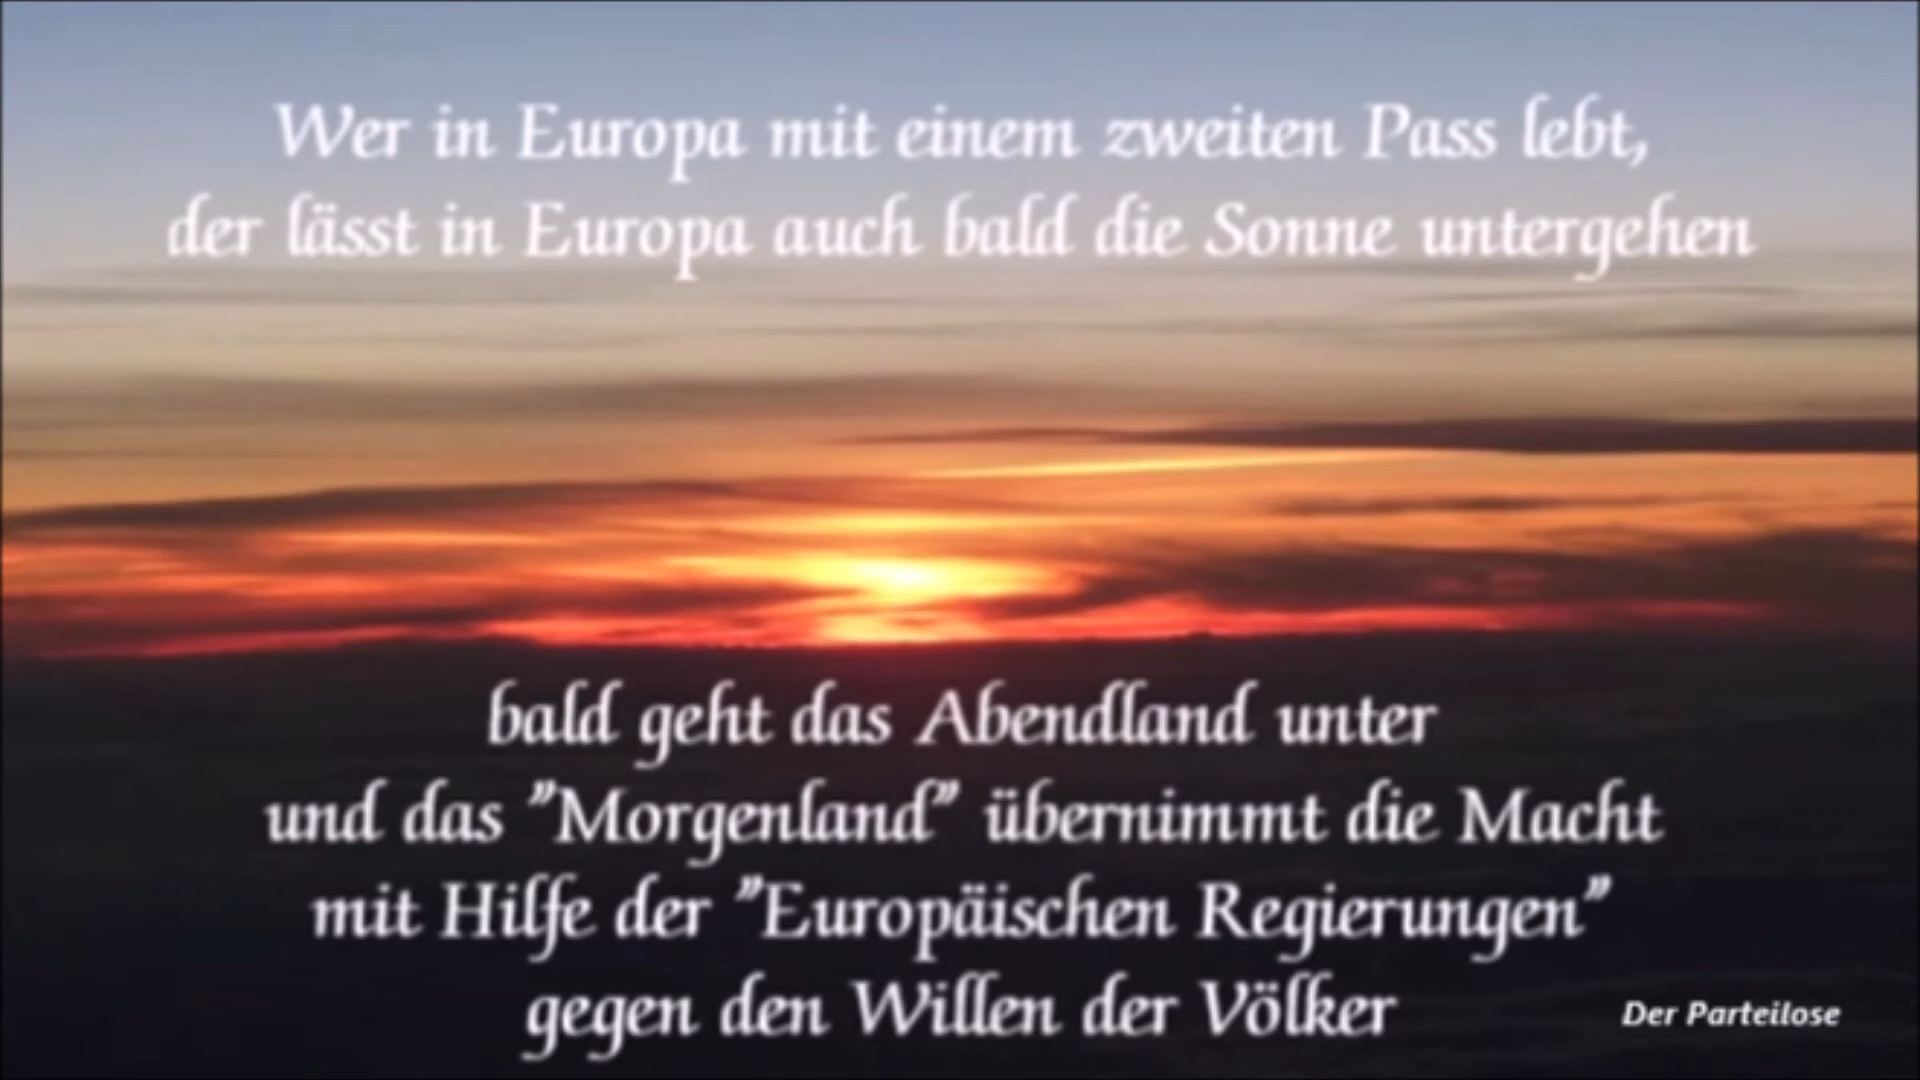 Wer in Europa mit einem zweiten Pass lebt,
der lässt in Europa auch bald die Sonne untergehen
bald geht das Abendland unter
und das "Morgenland" übernimmt die Macht
mit Hilfe der "Europäischen Regierungen"
gegen den Willen der Völker
Der Parteilose